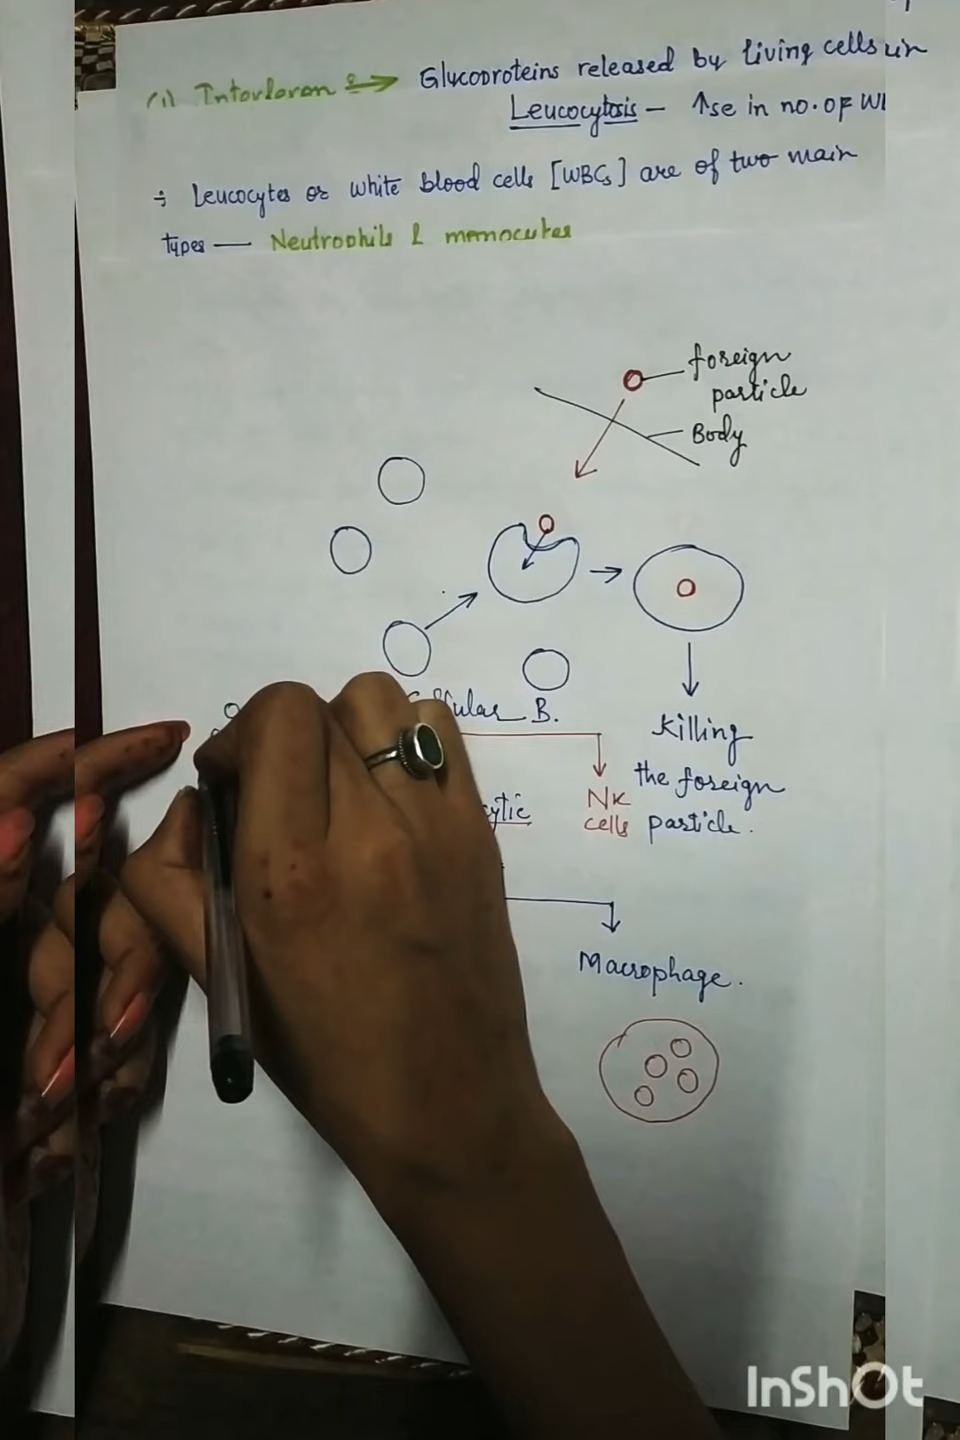 (i) Interferon :→ Glycoproteins released by living cells in
Leucocytosis — ↑se in no. of
÷ Leucocytes or white blood cells [WBCs] are of two main
types — Neutrophils & monocytes
foreign
particle
Body
B.
Killing
the foreign
particle.
NK
cells
Macrophage.
InShOt